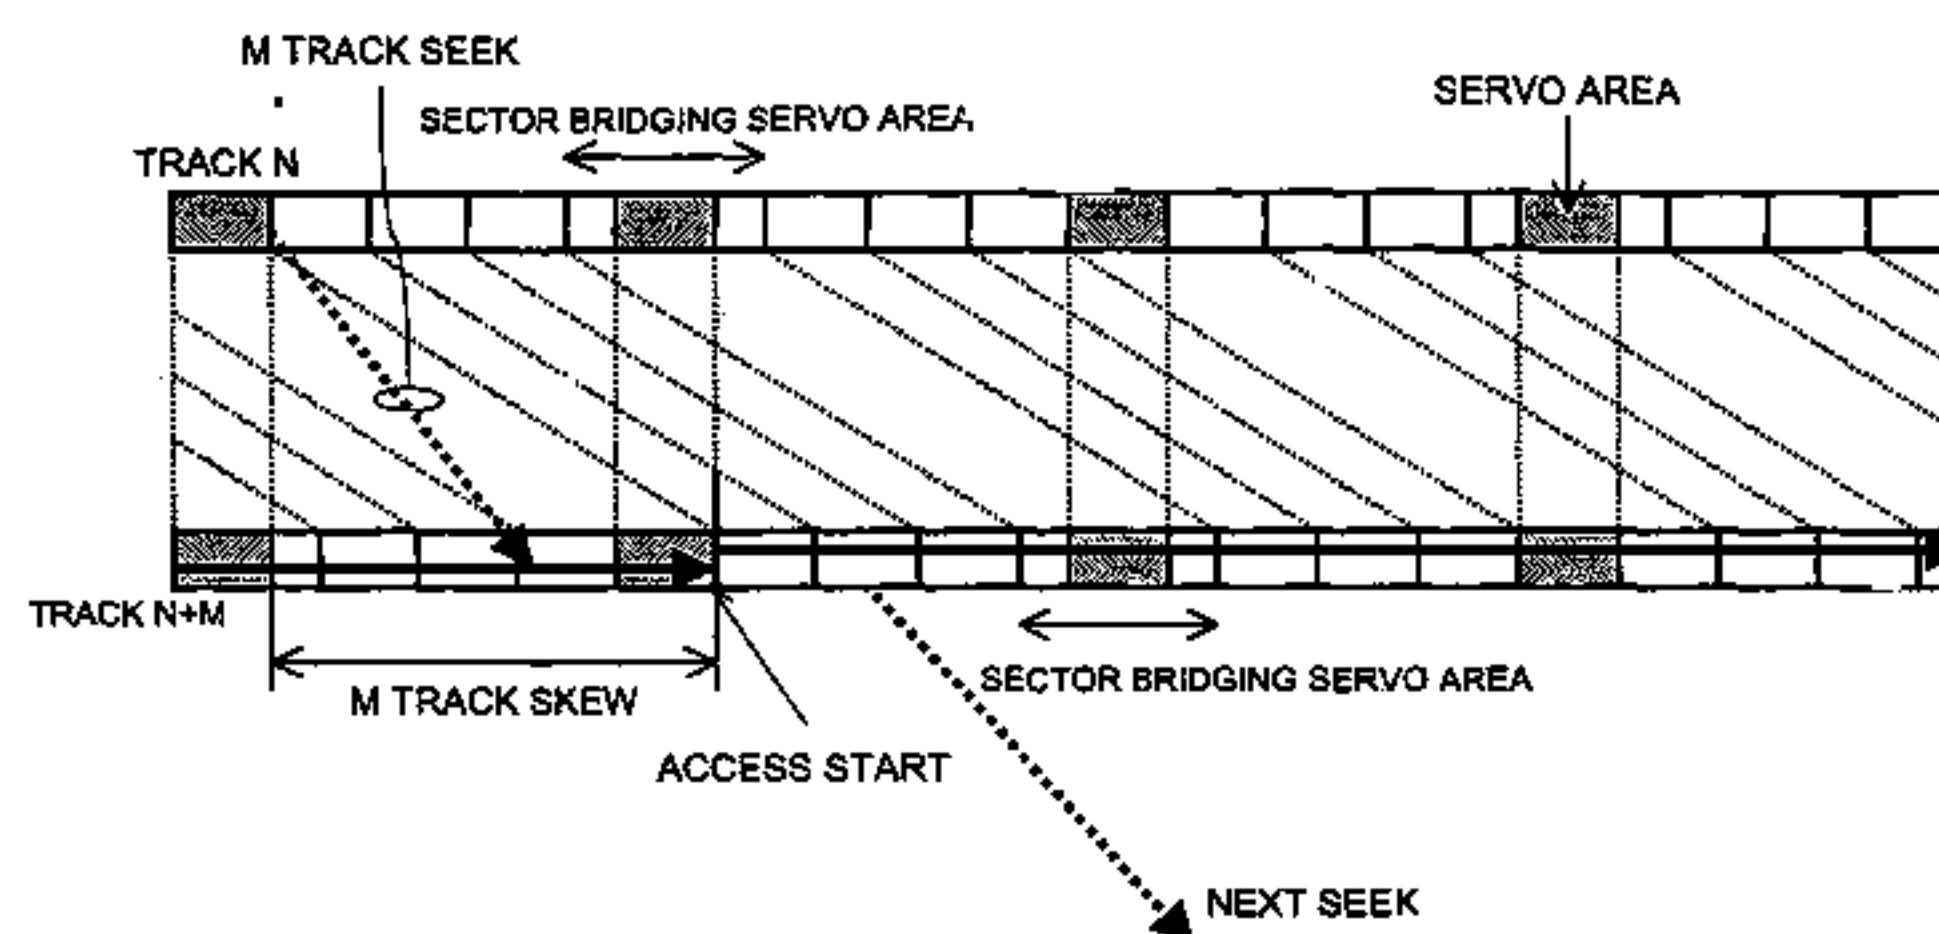 M TRACK SEEK
SERVO AREA
SECTOR BRIDGING SERVO AREA
TRACK N
TRACK N+M
M TRACK SKEW
SECTOR BRIDGING SERVO AREA
ACCESS START
NEXT SEEK